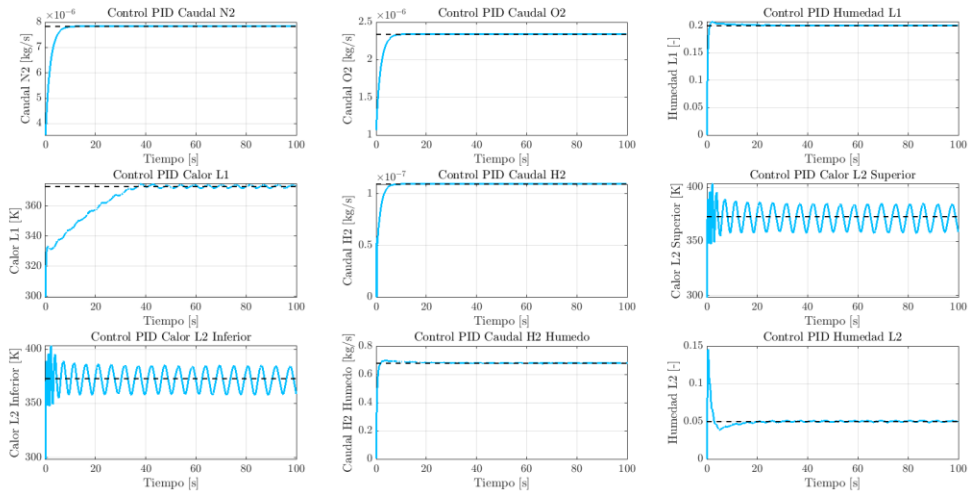 Control PID Caudal N2
×10⁻⁶
Caudal N2 [kg/s]
8
7
6
5
4
0 20 40 60 80 100
Tiempo [s]
Control PID Caudal O2
×10⁻⁶
Caudal O2 [kg/s]
2.5
2
1.5
1
0 20 40 60 80 100
Tiempo [s]
Control PID Humedad L1
Humedad L1 [-]
0.2
0.15
0.1
0.05
0
0 20 40 60 80 100
Tiempo [s]
Control PID Calor L1
Calor L1 [K]
360
340
320
300
0 20 40 60 80 100
Tiempo [s]
Control PID Caudal H2
×10⁻⁷
Caudal H2 [kg/s]
1
0.5
0
0 20 40 60 80 100
Tiempo [s]
Control PID Calor L2 Superior
Calor L2 Superior [K]
400
350
300
0 20 40 60 80 100
Tiempo [s]
Control PID Calor L2 Inferior
Calor L2 Inferior [K]
400
350
300
0 20 40 60 80 100
Tiempo [s]
Control PID Caudal H2 Humedo
Caudal H2 Humedo [kg/s]
0.8
0.6
0.4
0.2
0
0 20 40 60 80 100
Tiempo [s]
Control PID Humedad L2
Humedad L2 [-]
0.15
0.1
0.05
0
0 20 40 60 80 100
Tiempo [s]